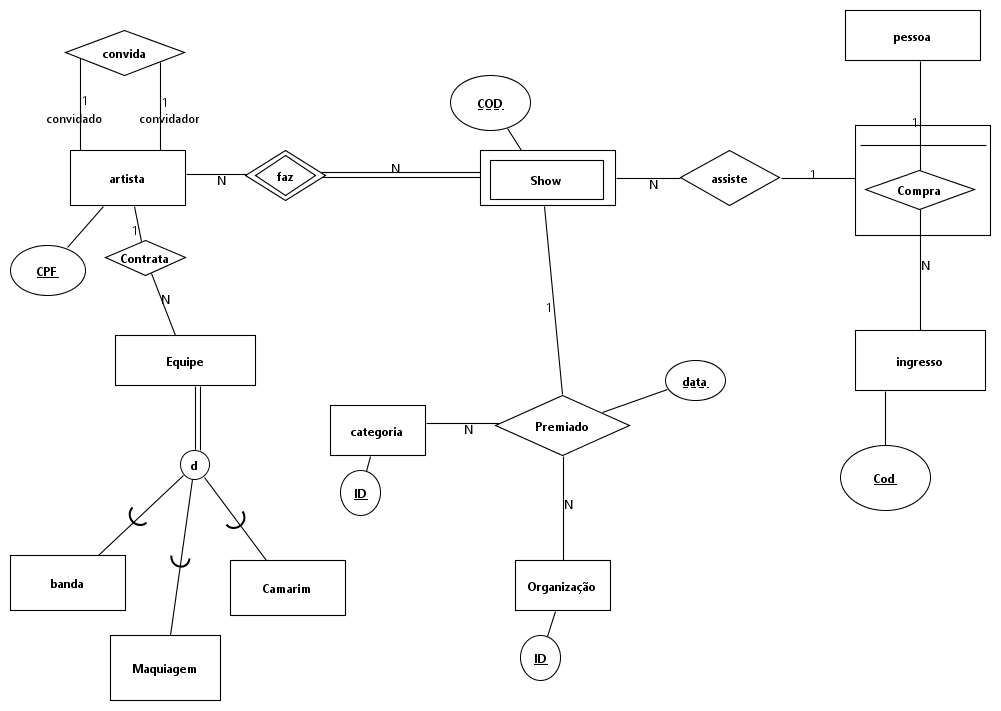 pessoa
convida
1
1
convidado
convidador
COD
1
artista
N
faz
N
Show
N
assiste
1
Compra
1
Contrata
CPF
N
N
1
Equipe
ingresso
data
categoria
N
Premiado
d
ID
Cod
N
banda
Camarim
Organização
Maquiagem
ID